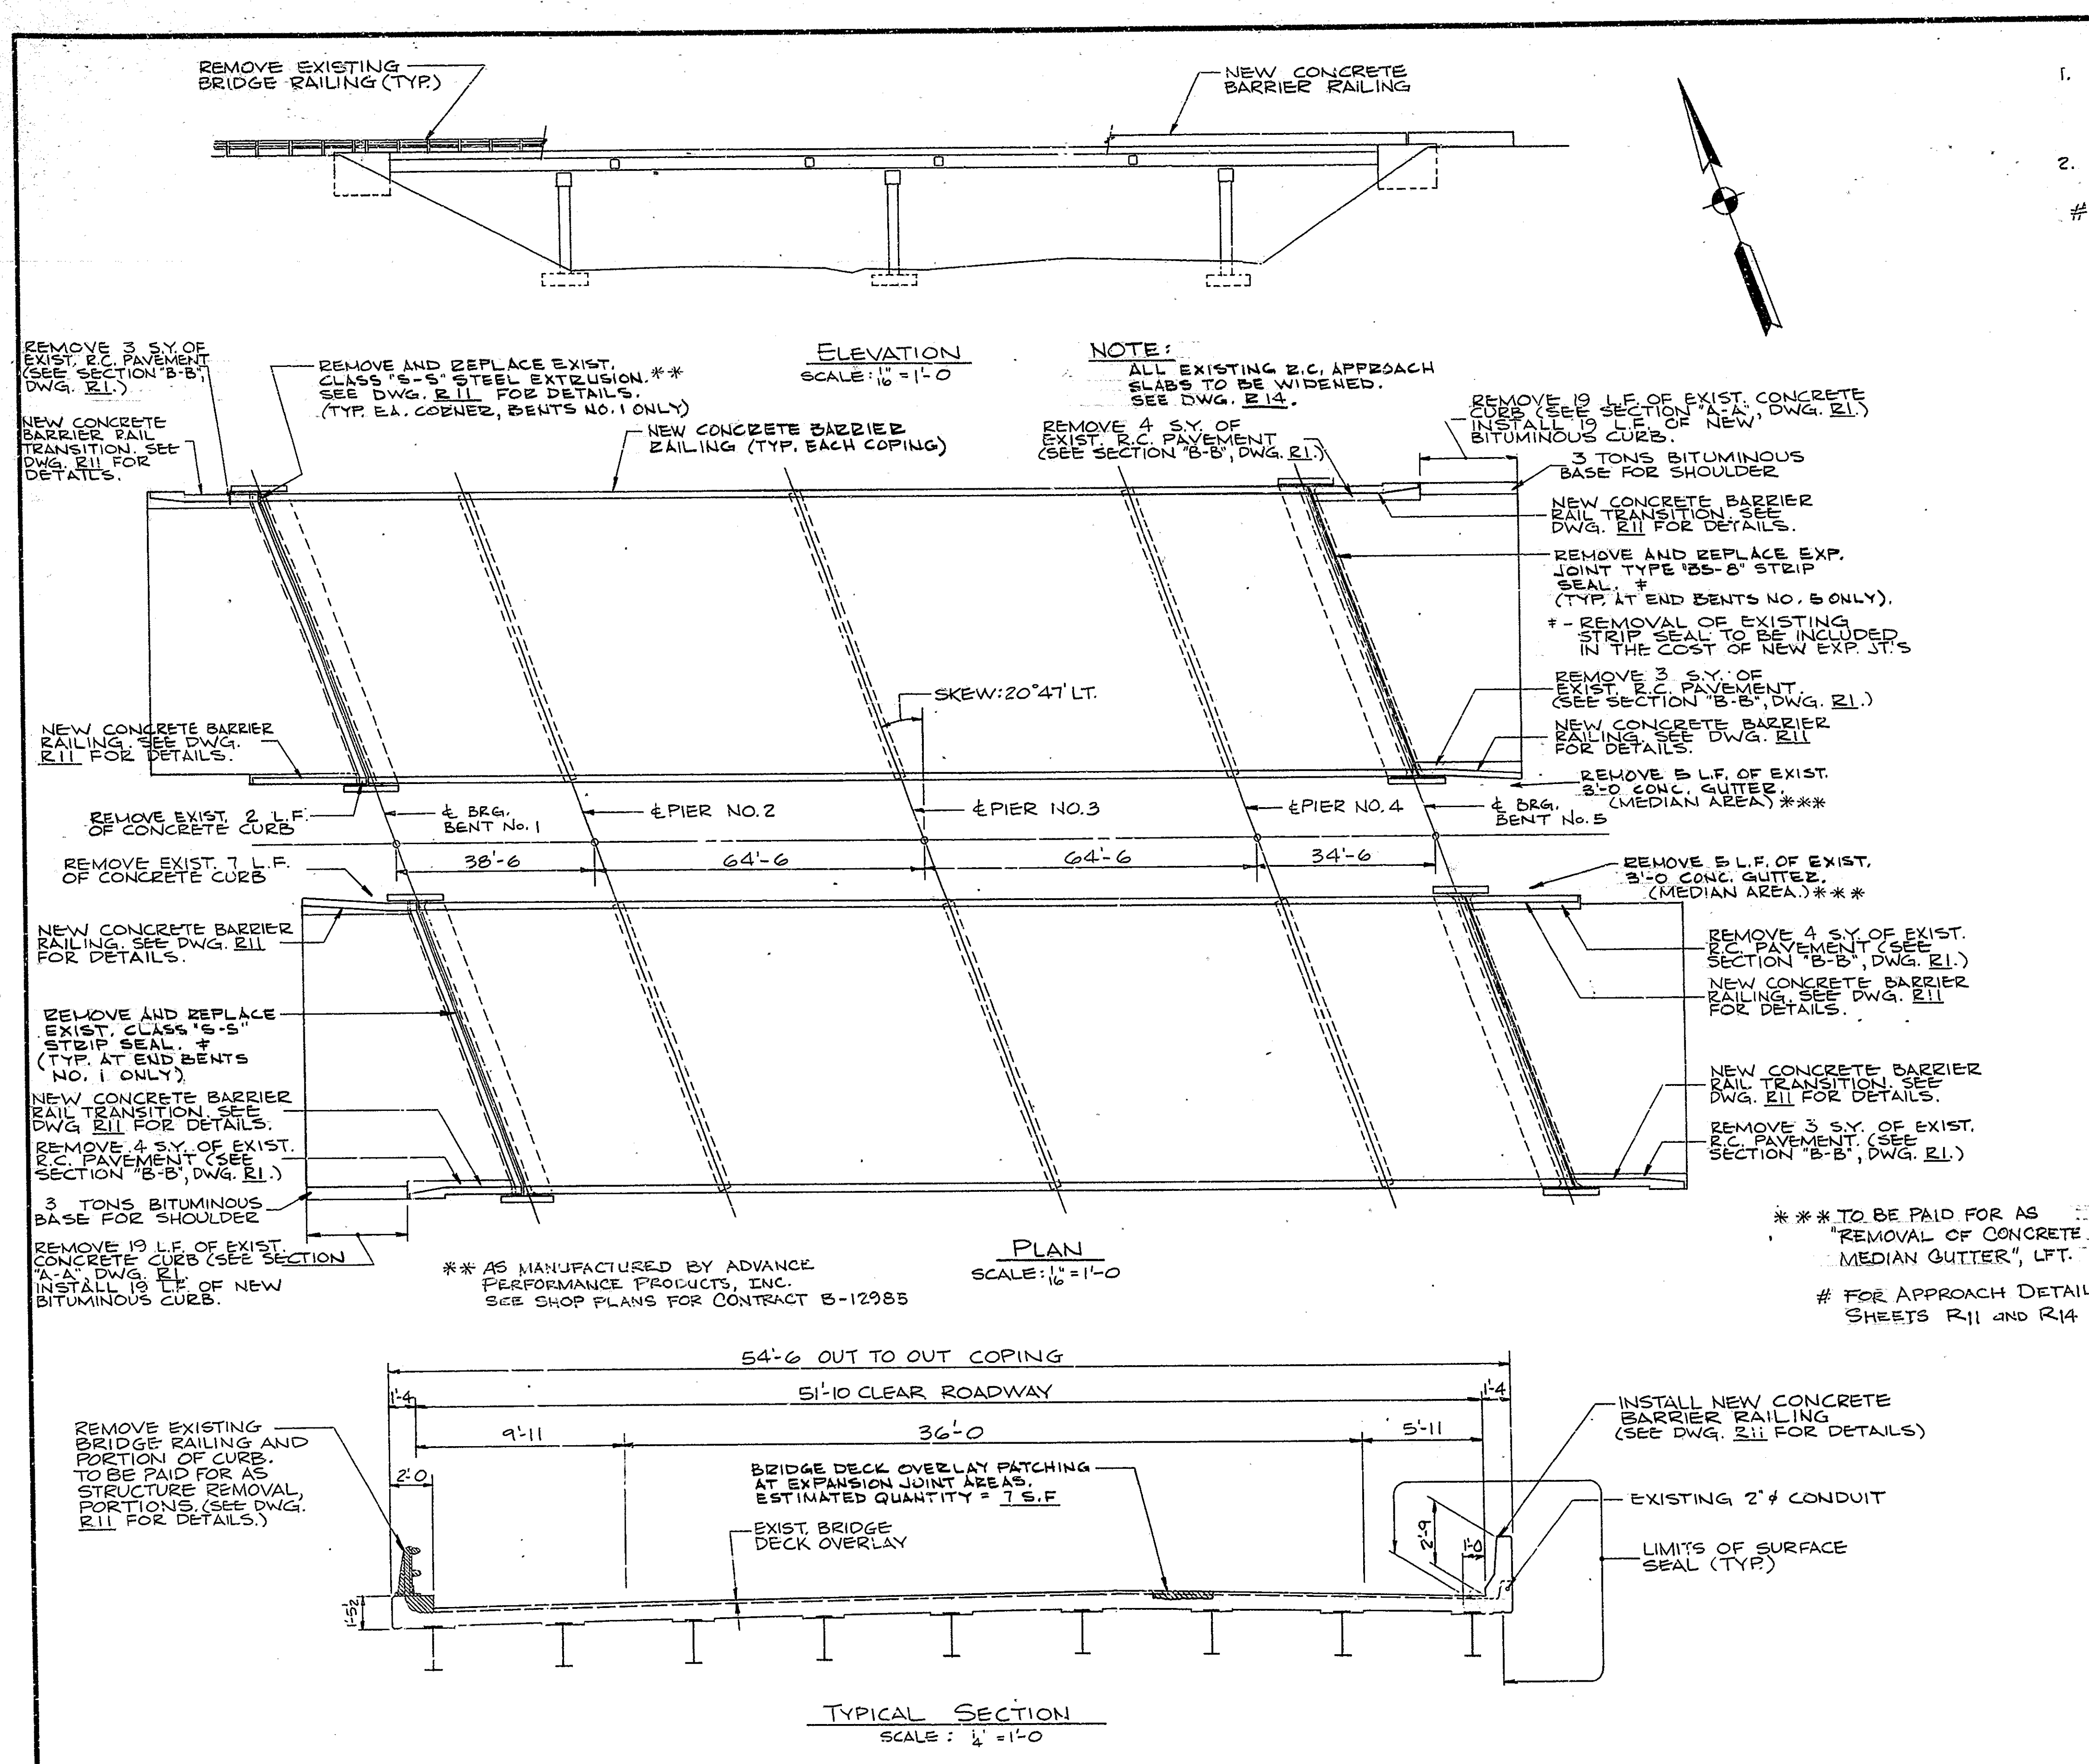 REMOVE EXISTING
BRIDGE RAILING (TYP.)
NEW CONCRETE
BARRIER RAILING
1.
2.
#
ELEVATION
SCALE: 1/16" = 1'-0
NOTE:
ALL EXISTING R.C. APPROACH
SLABS TO BE WIDENED.
SEE DWG. R14.
REMOVE 3 S.Y. OF
EXIST. R.C. PAVEMENT
(SEE SECTION "B-B",
DWG. R1.)
REMOVE AND REPLACE EXIST.
CLASS "S-S" STEEL EXTRUSION. **
SEE DWG. R11 FOR DETAILS.
(TYP. EA. CORNER, BENTS NO. 1 ONLY)
NEW CONCRETE
BARRIER RAIL
TRANSITION. SEE
DWG. R11 FOR
DETAILS.
NEW CONCRETE BARRIER
RAILING (TYP. EACH COPING)
REMOVE 4 S.Y. OF
EXIST. R.C. PAVEMENT
(SEE SECTION "B-B", DWG. R1.)
REMOVE 19 L.F. OF EXIST. CONCRETE
CURB (SEE SECTION "A-A", DWG. R1.)
INSTALL 19 L.F. OF NEW
BITUMINOUS CURB.
3 TONS BITUMINOUS
BASE FOR SHOULDER
NEW CONCRETE BARRIER
RAIL TRANSITION. SEE
DWG. R11 FOR DETAILS.
REMOVE AND REPLACE EXP.
JOINT TYPE "BS-8" STRIP
SEAL. ‡
(TYP. AT END BENTS NO. 5 ONLY).
‡ - REMOVAL OF EXISTING
STRIP SEAL TO BE INCLUDED
IN THE COST OF NEW EXP. JT.'S
SKEW: 20°47' LT.
REMOVE 3 S.Y. OF
EXIST. R.C. PAVEMENT.
(SEE SECTION "B-B", DWG. R1.)
NEW CONCRETE BARRIER
RAILING. SEE DWG. R11
FOR DETAILS.
NEW CONCRETE BARRIER
RAILING. SEE DWG.
R11 FOR DETAILS.
REMOVE 5 L.F. OF EXIST.
3'-0 CONC. GUTTER.
(MEDIAN AREA) ***
REMOVE EXIST. 2 L.F.
OF CONCRETE CURB
℄ BRG.
BENT No. 1
℄ PIER NO. 2
℄ PIER NO. 3
℄ PIER NO. 4
℄ BRG.
BENT No. 5
38'-6
64'-6
64'-6
34'-6
REMOVE EXIST. 7 L.F.
OF CONCRETE CURB
REMOVE 5 L.F. OF EXIST.
3'-0 CONC. GUTTER.
(MEDIAN AREA.) ***
NEW CONCRETE BARRIER
RAILING. SEE DWG. R11
FOR DETAILS.
REMOVE 4 S.Y. OF EXIST.
R.C. PAVEMENT (SEE
SECTION "B-B", DWG. R1.)
NEW CONCRETE BARRIER
RAILING. SEE DWG. R11
FOR DETAILS.
REMOVE AND REPLACE
EXIST. CLASS "S-S"
STRIP SEAL. ‡
(TYP. AT END BENTS
NO. 1 ONLY)
NEW CONCRETE BARRIER
RAIL TRANSITION. SEE
DWG R11 FOR DETAILS.
REMOVE 4 S.Y. OF EXIST.
R.C. PAVEMENT (SEE
SECTION "B-B", DWG. R1.)
3 TONS BITUMINOUS
BASE FOR SHOULDER
REMOVE 19 L.F. OF EXIST.
CONCRETE CURB (SEE SECTION
"A-A", DWG. R1.
INSTALL 19 L.F. OF NEW
BITUMINOUS CURB.
NEW CONCRETE BARRIER
RAIL TRANSITION. SEE
DWG. R11 FOR DETAILS.
REMOVE 3 S.Y. OF EXIST.
R.C. PAVEMENT. (SEE
SECTION "B-B", DWG. R1.)
** AS MANUFACTURED BY ADVANCE
PERFORMANCE PRODUCTS, INC.
SEE SHOP PLANS FOR CONTRACT B-12985
PLAN
SCALE: 1/16" = 1'-0
*** TO BE PAID FOR AS
"REMOVAL OF CONCRETE
MEDIAN GUTTER", LFT.
# FOR APPROACH DETAIL
SHEETS R11 AND R14
54'-6 OUT TO OUT COPING
1'-4
51'-10 CLEAR ROADWAY
1'-4
9'-11
36'-0
5'-11
2'-0
REMOVE EXISTING
BRIDGE RAILING AND
PORTION OF CURB.
TO BE PAID FOR AS
STRUCTURE REMOVAL,
PORTIONS. (SEE DWG.
R11 FOR DETAILS.)
BRIDGE DECK OVERLAY PATCHING
AT EXPANSION JOINT AREAS.
ESTIMATED QUANTITY = 7 S.F
EXIST. BRIDGE
DECK OVERLAY
INSTALL NEW CONCRETE
BARRIER RAILING
(SEE DWG. R11 FOR DETAILS)
EXISTING 2" ⌀ CONDUIT
LIMITS OF SURFACE
SEAL (TYP.)
2'-9
1'-0
1'-5½
TYPICAL SECTION
SCALE: 1/4" = 1'-0